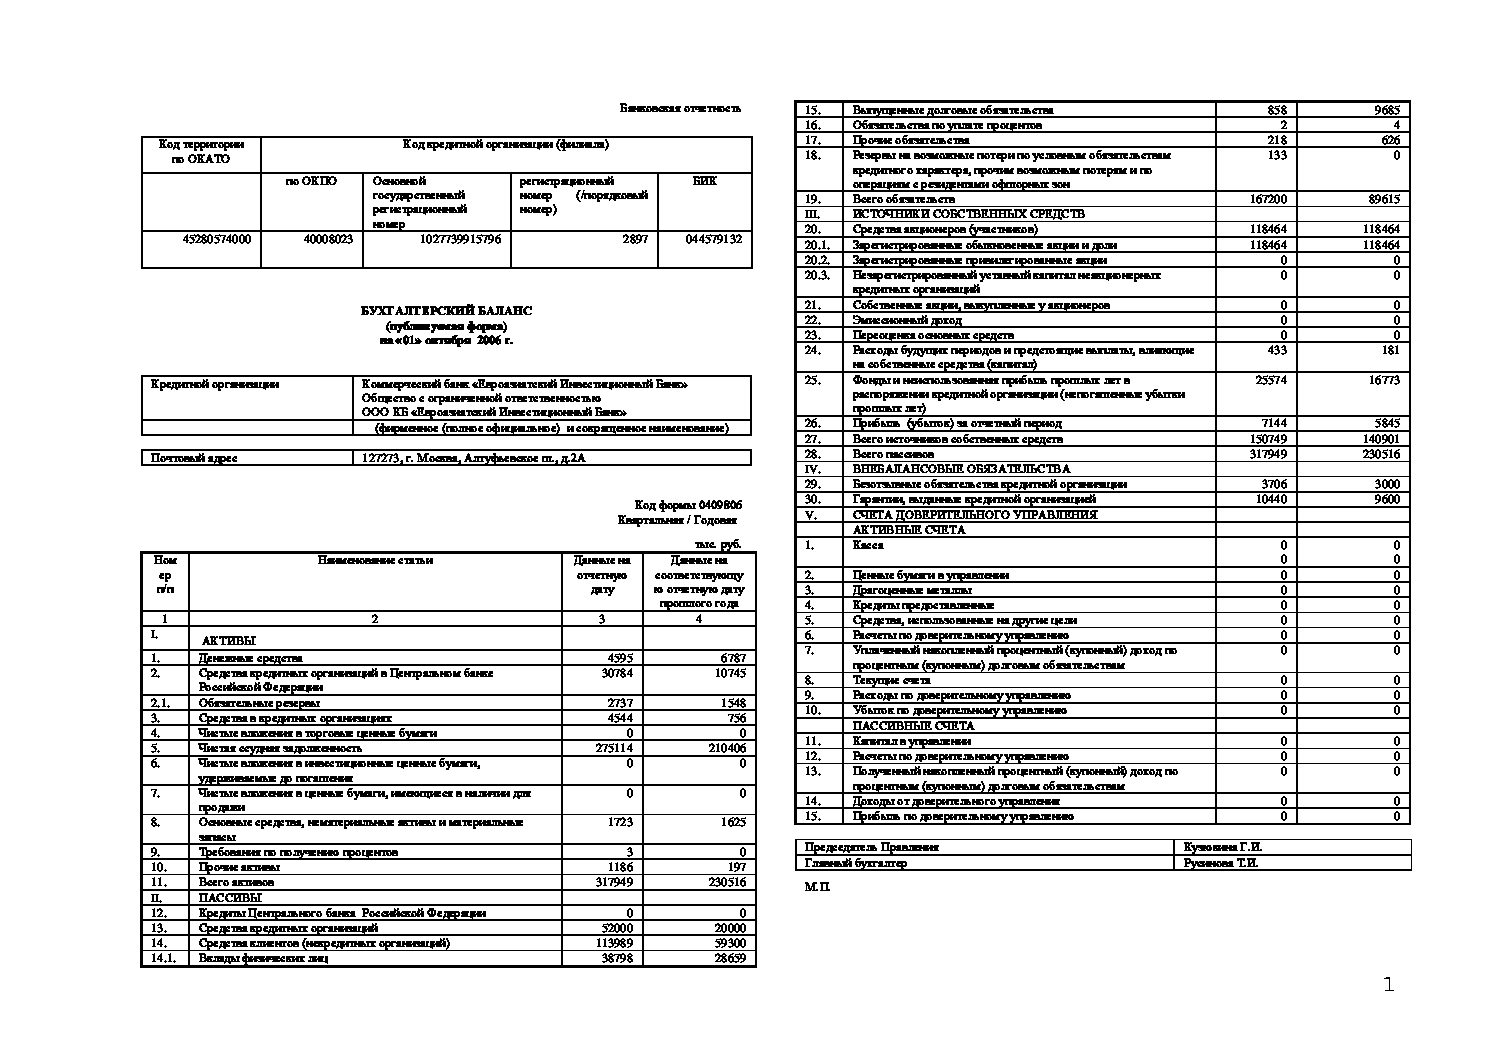 Банковская отчетность
Код территории
по ОКАТО
Код кредитной организации (филиала)
по ОКПО
Основной
государственный
регистрационный
номер
регистрационный
номер (/порядковый
номер)
БИК
45280574000 40008023 1027739915796 2897 044579132
БУХГАЛТЕРСКИЙ БАЛАНС
(публикуемая форма)
на «01» октября 2006 г.
Кредитной организации
Коммерческий банк «Евроазиатский Инвестиционный Банк»
Общество с ограниченной ответственностью
ООО КБ «Евроазиатский Инвестиционный Банк»
(фирменное (полное официальное) и сокращенное наименование)
Почтовый адрес 127273, г. Москва, Алтуфьевское ш., д.2А
Код формы 0409806
Квартальная / Годовая
тыс. руб.
Ном
ер
п/п
Наименование статьи
Данные на
отчетную
дату
Данные на
соответствующу
ю отчетную дату
прошлого года
1 2 3 4
I. АКТИВЫ
1. Денежные средства 4595 6787
2. Средства кредитных организаций в Центральном банке 30784 10745
Российской Федерации
2.1. Обязательные резервы 2737 1548
3. Средства в кредитных организациях 4544 756
4. Чистые вложения в торговые ценные бумаги 0 0
5. Чистая ссудная задолженность 275114 210406
6. Чистые вложения в инвестиционные ценные бумаги, 0 0
удерживаемые до погашения
7. Чистые вложения в ценные бумаги, имеющиеся в наличии для 0 0
продажи
8. Основные средства, нематериальные активы и материальные 1723 1625
запасы
9. Требования по получению процентов 3 0
10. Прочие активы 1186 197
11. Всего активов 317949 230516
II. ПАССИВЫ
12. Кредиты Центрального банка Российской Федерации 0 0
13. Средства кредитных организаций 52000 20000
14. Средства клиентов (некредитных организаций) 113989 59300
14.1. Вклады физических лиц 38798 28659
15. Выпущенные долговые обязательства 858 9685
16. Обязательства по уплате процентов 2 4
17. Прочие обязательства 218 626
18. Резервы на возможные потери по условным обязательствам 133 0
кредитного характера, прочим возможным потерям и по
операциям с резидентами офшорных зон
19. Всего обязательств 167200 89615
III. ИСТОЧНИКИ СОБСТВЕННЫХ СРЕДСТВ
20. Средства акционеров (участников) 118464 118464
20.1. Зарегистрированные обыкновенные акции и доли 118464 118464
20.2. Зарегистрированные привилегированные акции 0 0
20.3. Незарегистрированный уставный капитал неакционерных 0 0
кредитных организаций
21. Собственные акции, выкупленные у акционеров 0 0
22. Эмиссионный доход 0 0
23. Переоценка основных средств 0 0
24. Расходы будущих периодов и предстоящие выплаты, влияющие 433 181
на собственные средства (капитал)
25. Фонды и неиспользованная прибыль прошлых лет в 25574 16773
распоряжении кредитной организации (непогашенные убытки
прошлых лет)
26. Прибыль (убыток) за отчетный период 7144 5845
27. Всего источников собственных средств 150749 140901
28. Всего пассивов 317949 230516
IV. ВНЕБАЛАНСОВЫЕ ОБЯЗАТЕЛЬСТВА
29. Безотзывные обязательства кредитной организации 3706 3000
30. Гарантии, выданные кредитной организацией 10440 9600
V. СЧЕТА ДОВЕРИТЕЛЬНОГО УПРАВЛЕНИЯ
АКТИВНЫЕ СЧЕТА
1. Касса 0 0
0 0
2. Ценные бумаги в управлении 0 0
3. Драгоценные металлы 0 0
4. Кредиты предоставленные 0 0
5. Средства, использованные на другие цели 0 0
6. Расчеты по доверительному управлению 0 0
7. Уплаченный накопленный процентный (купонный) доход по 0 0
процентным (купонным) долговым обязательствам
8. Текущие счета 0 0
9. Расходы по доверительному управлению 0 0
10. Убыток по доверительному управлению 0 0
ПАССИВНЫЕ СЧЕТА
11. Капитал в управлении 0 0
12. Расчеты по доверительному управлению 0 0
13. Полученный накопленный процентный (купонный) доход по 0 0
процентным (купонным) долговым обязательствам
14. Доходы от доверительного управления 0 0
15. Прибыль по доверительному управлению 0 0
Председатель Правления Кузовкина Г.И.
Главный бухгалтер Русинова Т.И.
М.П.
1